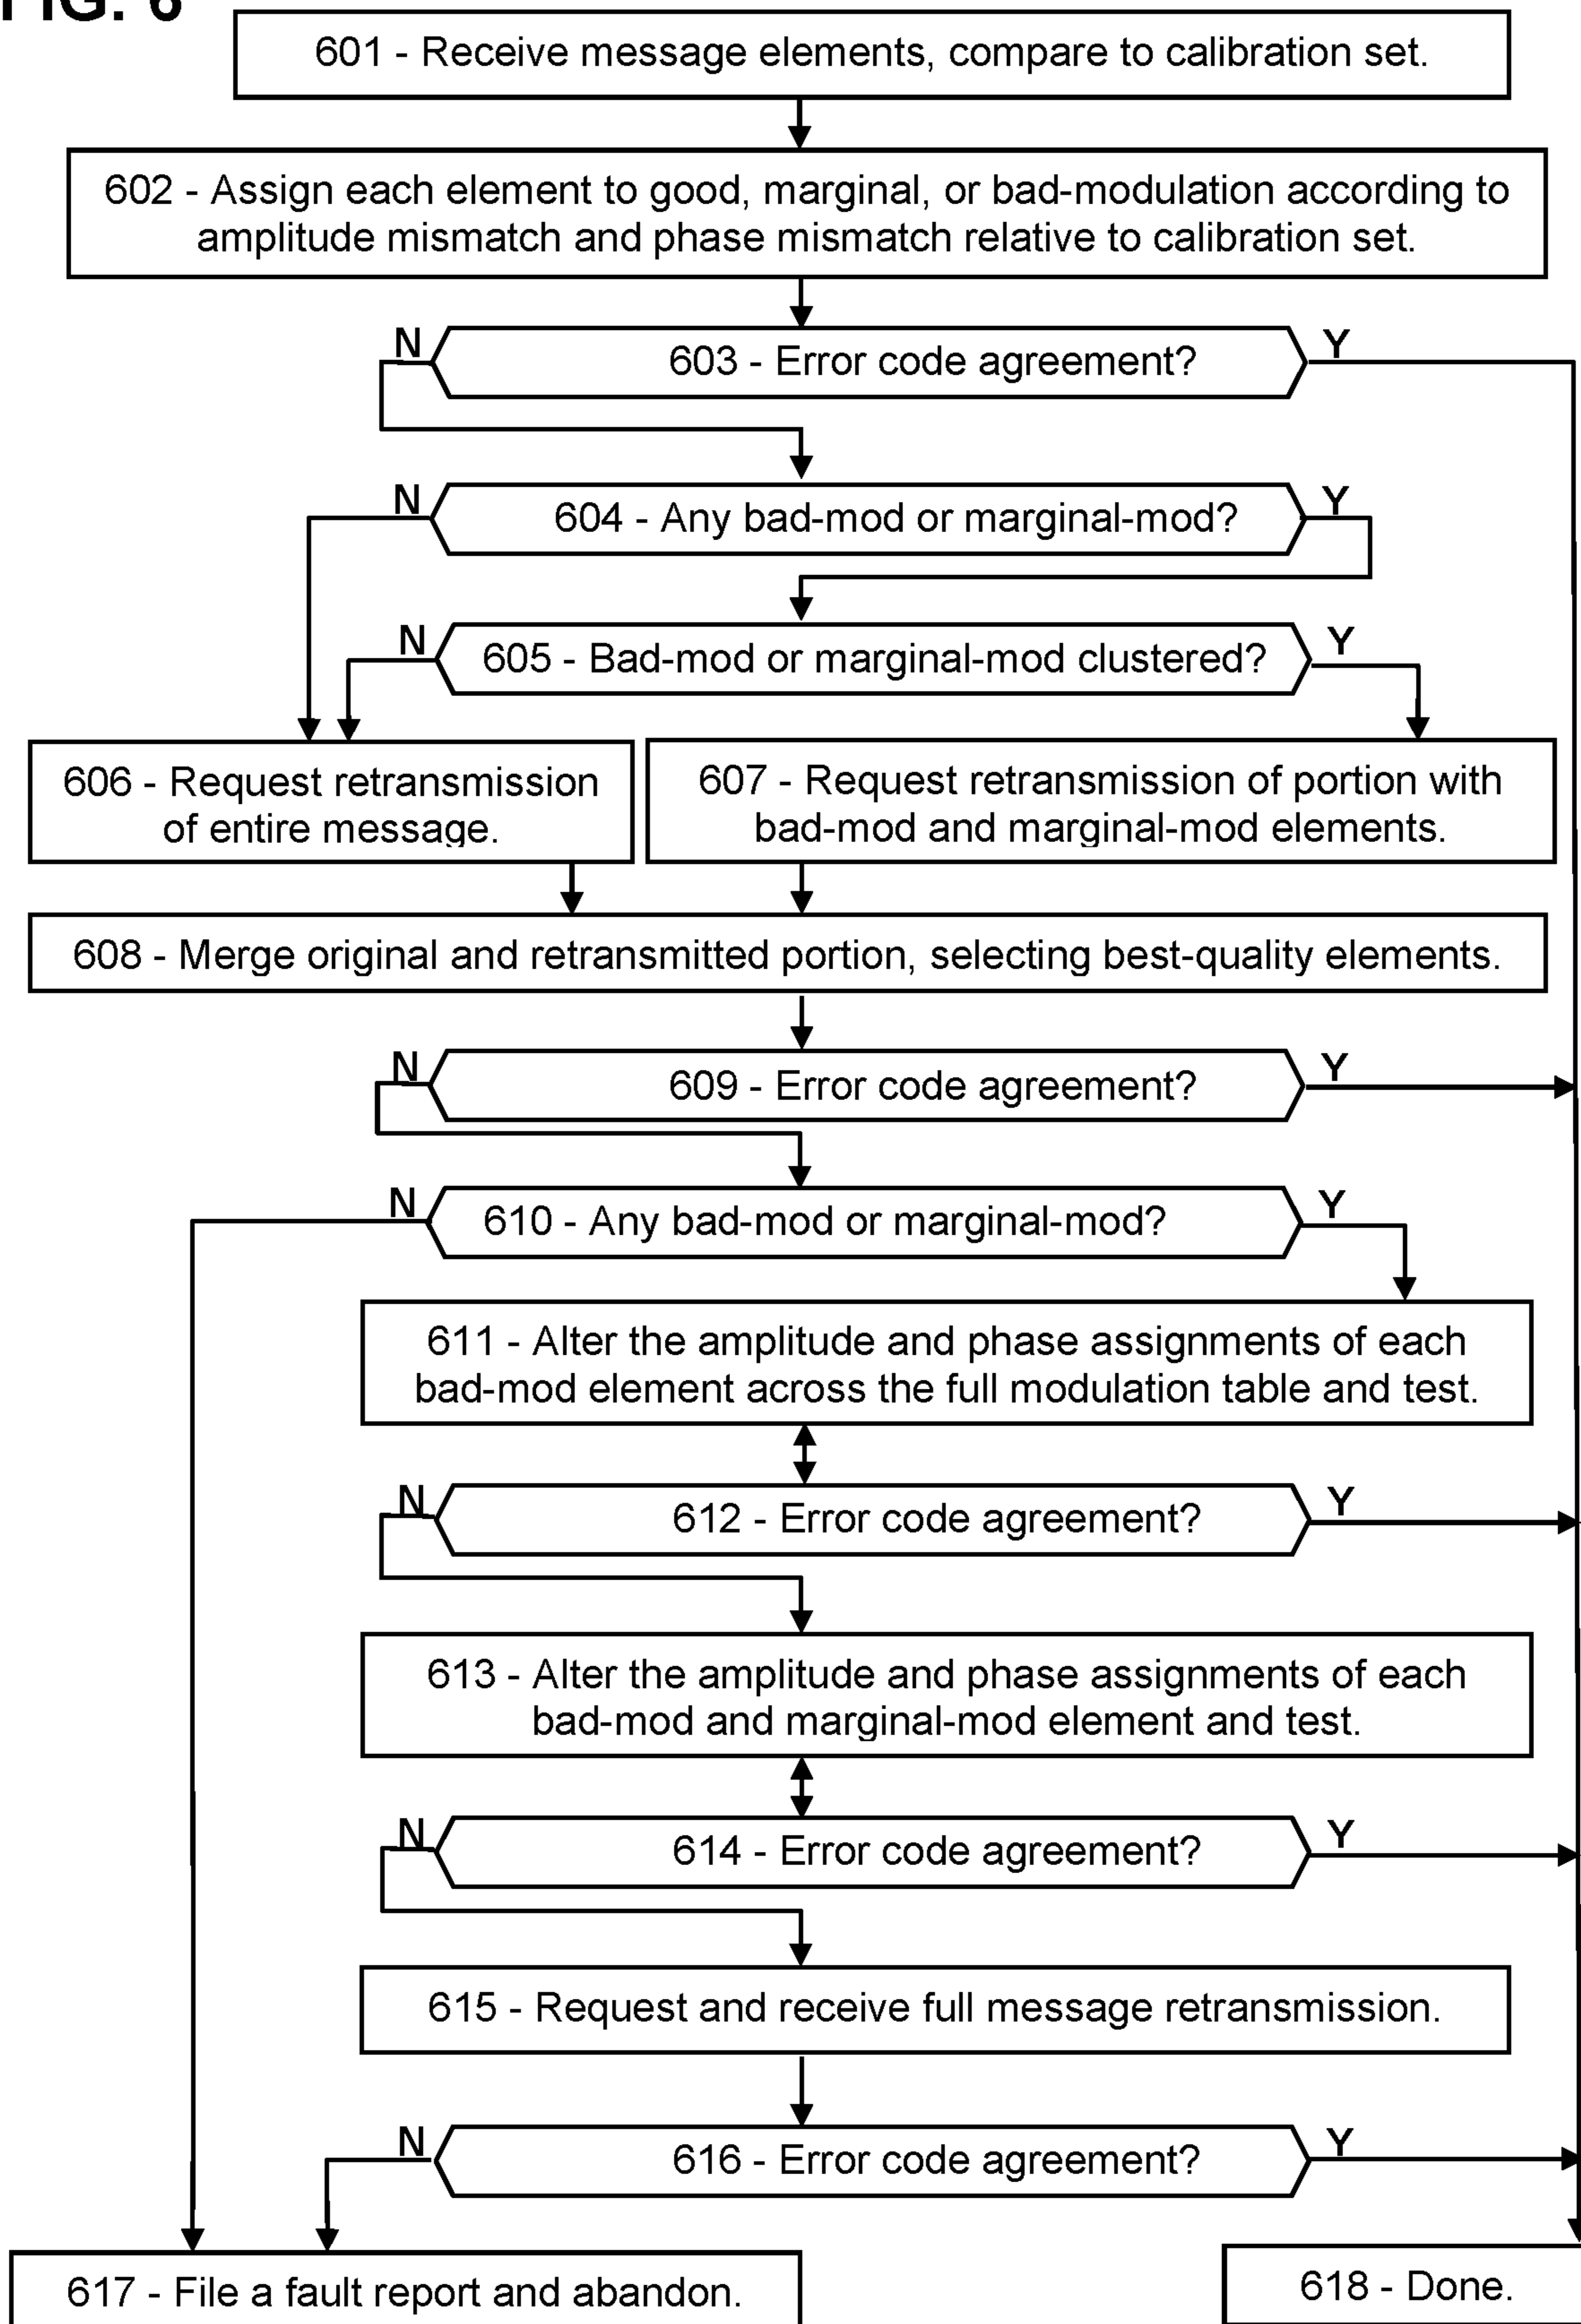 FIG. 6
601 - Receive message elements, compare to calibration set.
602 - Assign each element to good, marginal, or bad-modulation according to
amplitude mismatch and phase mismatch relative to calibration set.
N
Y
603 - Error code agreement?
N
Y
604 - Any bad-mod or marginal-mod?
N
Y
605 - Bad-mod or marginal-mod clustered?
606 - Request retransmission
of entire message.
607 - Request retransmission of portion with
bad-mod and marginal-mod elements.
608 - Merge original and retransmitted portion, selecting best-quality elements.
N
Y
609 - Error code agreement?
N
Y
610 - Any bad-mod or marginal-mod?
611 - Alter the amplitude and phase assignments of each
bad-mod element across the full modulation table and test.
N
Y
612 - Error code agreement?
613 - Alter the amplitude and phase assignments of each
bad-mod and marginal-mod element and test.
N
Y
614 - Error code agreement?
615 - Request and receive full message retransmission.
N
Y
616 - Error code agreement?
617 - File a fault report and abandon.
618 - Done.